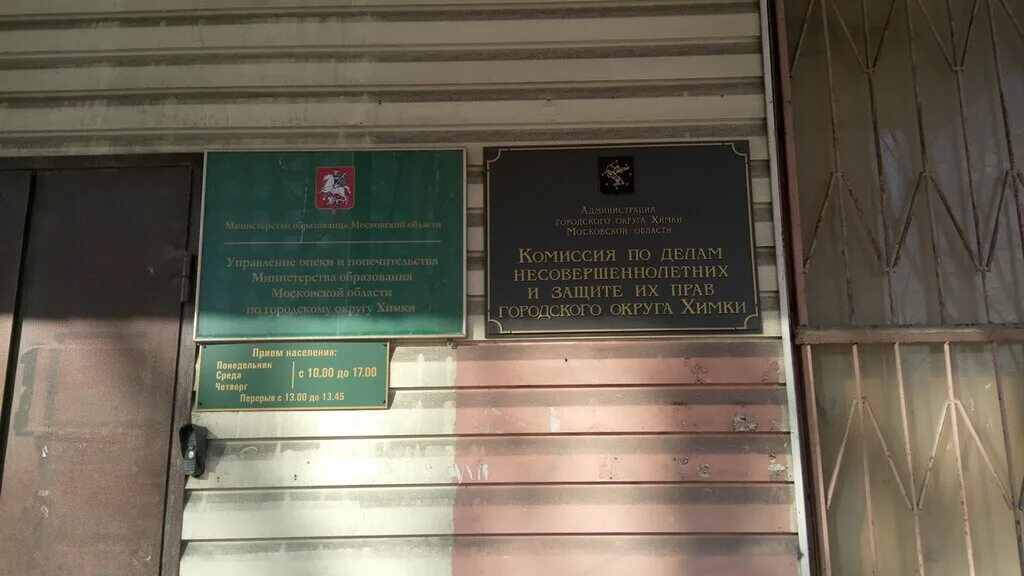 Министерство образования Московской области
Управление опеки и попечительства
Министерства образования
Московской области
по городскому округу Химки
Прием населения:
Понедельник
Среда
Четверг
с 10.00 до 17.00
Перерыв с 13.00 до 13.45
Администрация
городского округа Химки
Московской области
Комиссия по делам
несовершеннолетних
и защите их прав
городского округа Химки